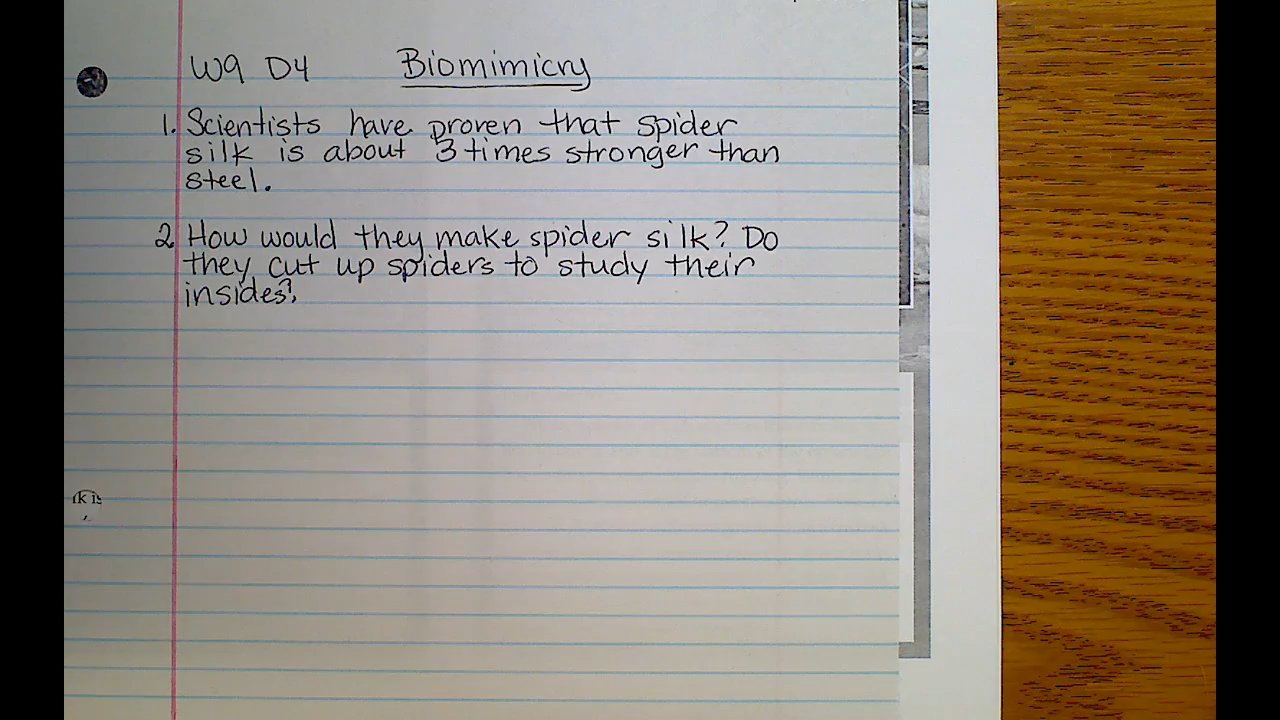 W9 D4 Biomimicry
1. Scientists have proven that spider
silk is about 3 times stronger than
steel.
2 How would they make spider silk? Do
they cut up spiders to study their
insides?
k is